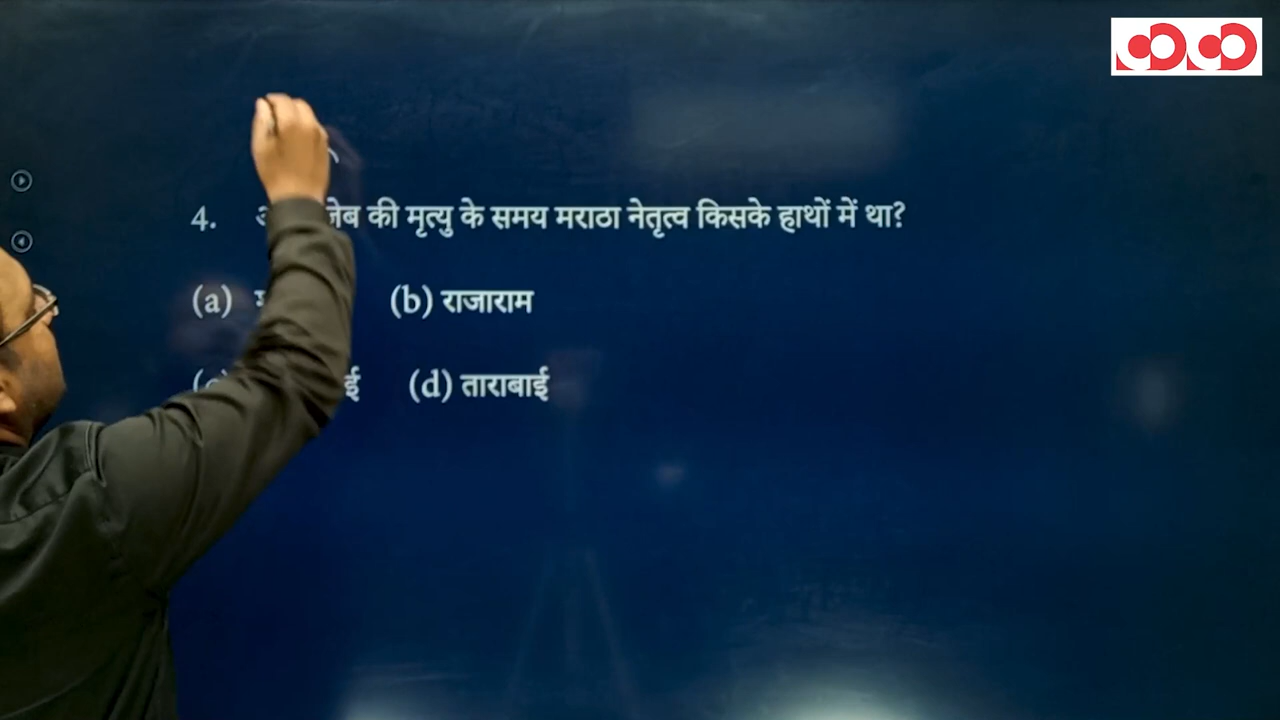 4. की मृत्यु के समय मराठा नेतृत्व किसके हाथों में था?
(a) (b) राजाराम
(d) ताराबाई